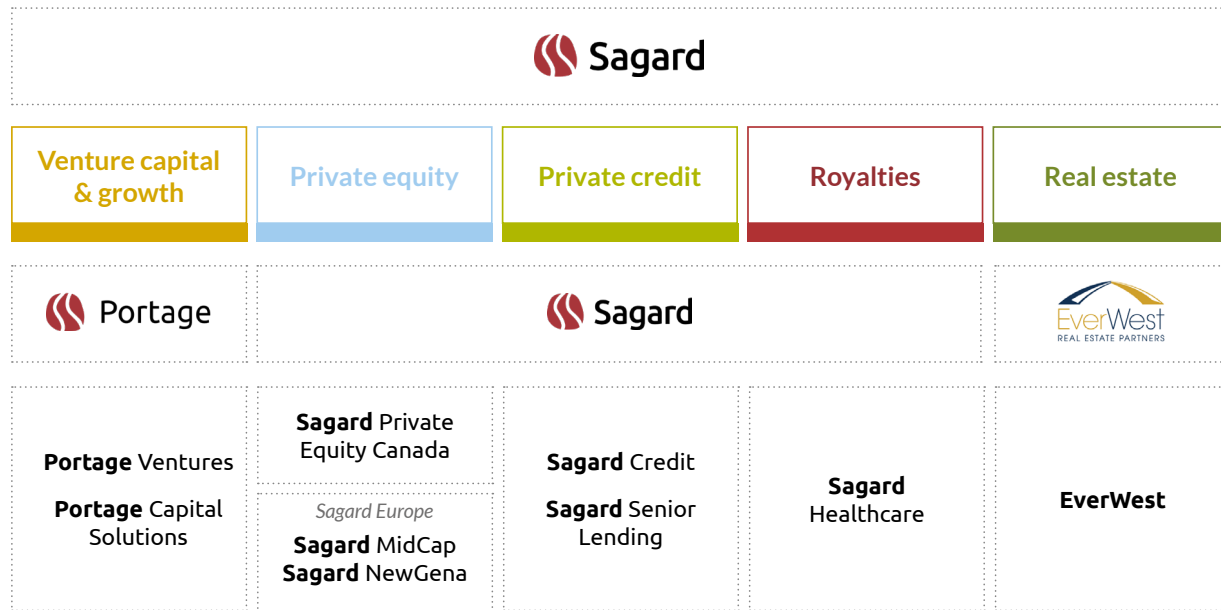 Sagard
Venture capital
& growth
Private equity
Private credit
Royalties
Real estate
Portage
Sagard
EverWest
REAL ESTATE PARTNERS
Portage Ventures
Portage Capital
Solutions
Sagard Private
Equity Canada
Sagard Europe
Sagard MidCap
Sagard NewGena
Sagard Credit
Sagard Senior
Lending
Sagard
Healthcare
EverWest